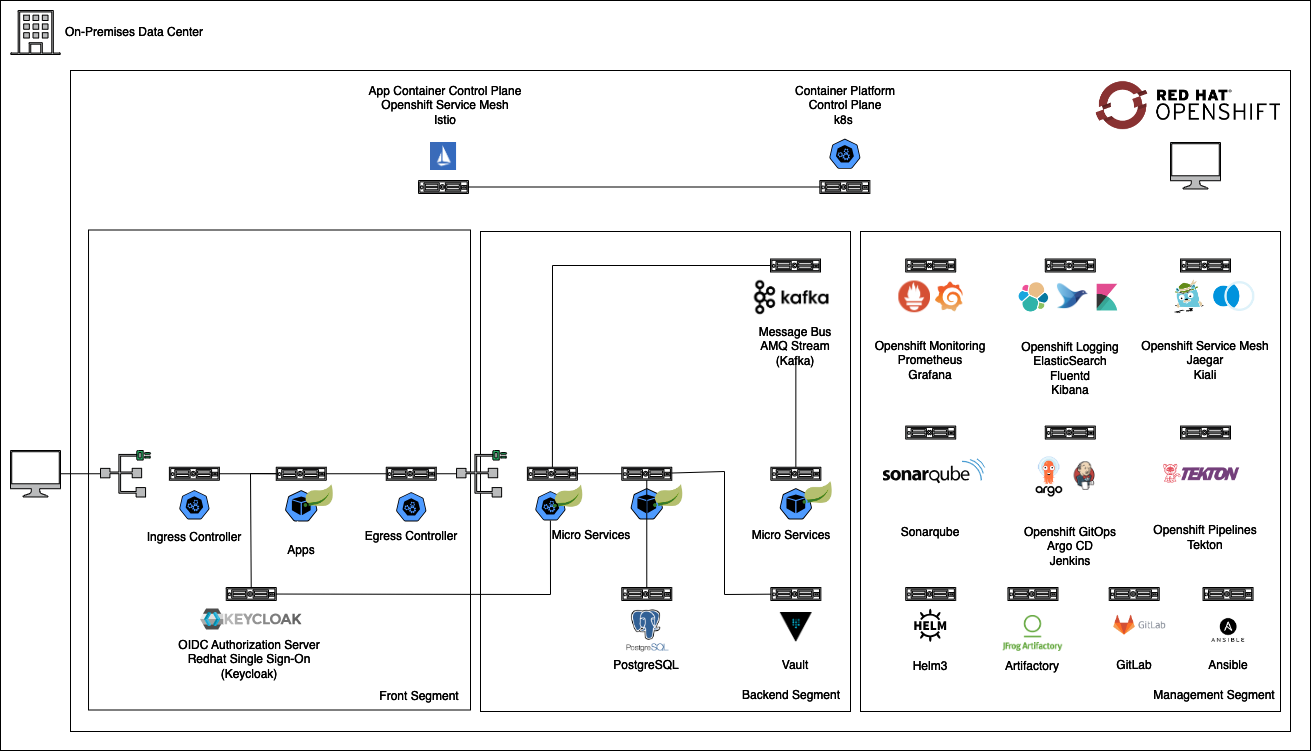 On-Premises Data Center
App Container Control Plane
Openshift Service Mesh
Istio
Container Platform
Control Plane
k8s
RED HAT®
OPENSHIFT
kafka
Message Bus
AMQ Stream
(Kafka)
Openshift Monitoring
Prometheus
Grafana
Openshift Logging
ElasticSearch
Fluentd
Kibana
Openshift Service Mesh
Jaegar
Kiali
Ingress Controller
Apps
Egress Controller
Micro Services
Micro Services
sonarqube
Sonarqube
argo
Openshift GitOps
Argo CD
Jenkins
TEKTON
Openshift Pipelines
Tekton
KEYCLOAK
OIDC Authorization Server
Redhat Single Sign-On
(Keycloak)
PostgreSQL
PostgreSQL
Vault
HELM
Helm3
JFrog Artifactory
Artifactory
GitLab
GitLab
ANSIBLE
Ansible
Front Segment
Backend Segment
Management Segment